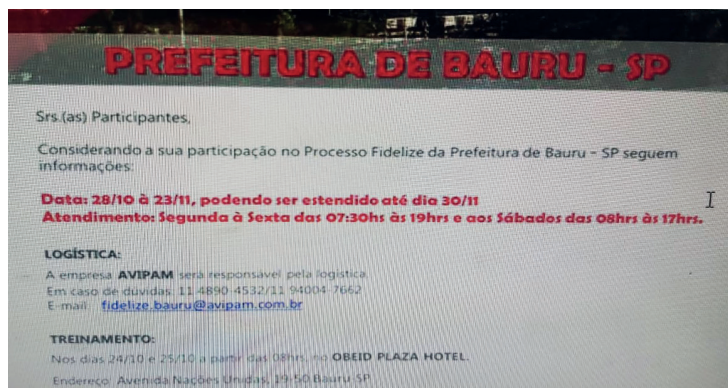 PREFEITURA DE BAURU - SP
Srs.(as) Participantes,
Considerando a sua participação no Processo Fidelize da Prefeitura de Bauru – SP seguem
informações:
Data: 28/10 à 23/11, podendo ser estendido até dia 30/11
Atendimento: Segunda à Sexta das 07:30hs às 19hrs e aos Sábados das 08hrs às 17hrs.
LOGÍSTICA:
A empresa AVIPAM será responsável pela logística.
Em caso de dúvidas: 11-4890-4532/11 94004-7662
E-mail: fidelize.bauru@avipam.com.br
TREINAMENTO:
Nos dias 24/10 e 25/10 a partir das 08hrs, no OBEID PLAZA HOTEL.
Endereço: Avenida Nações Unidas, 19-50 Bauru SP